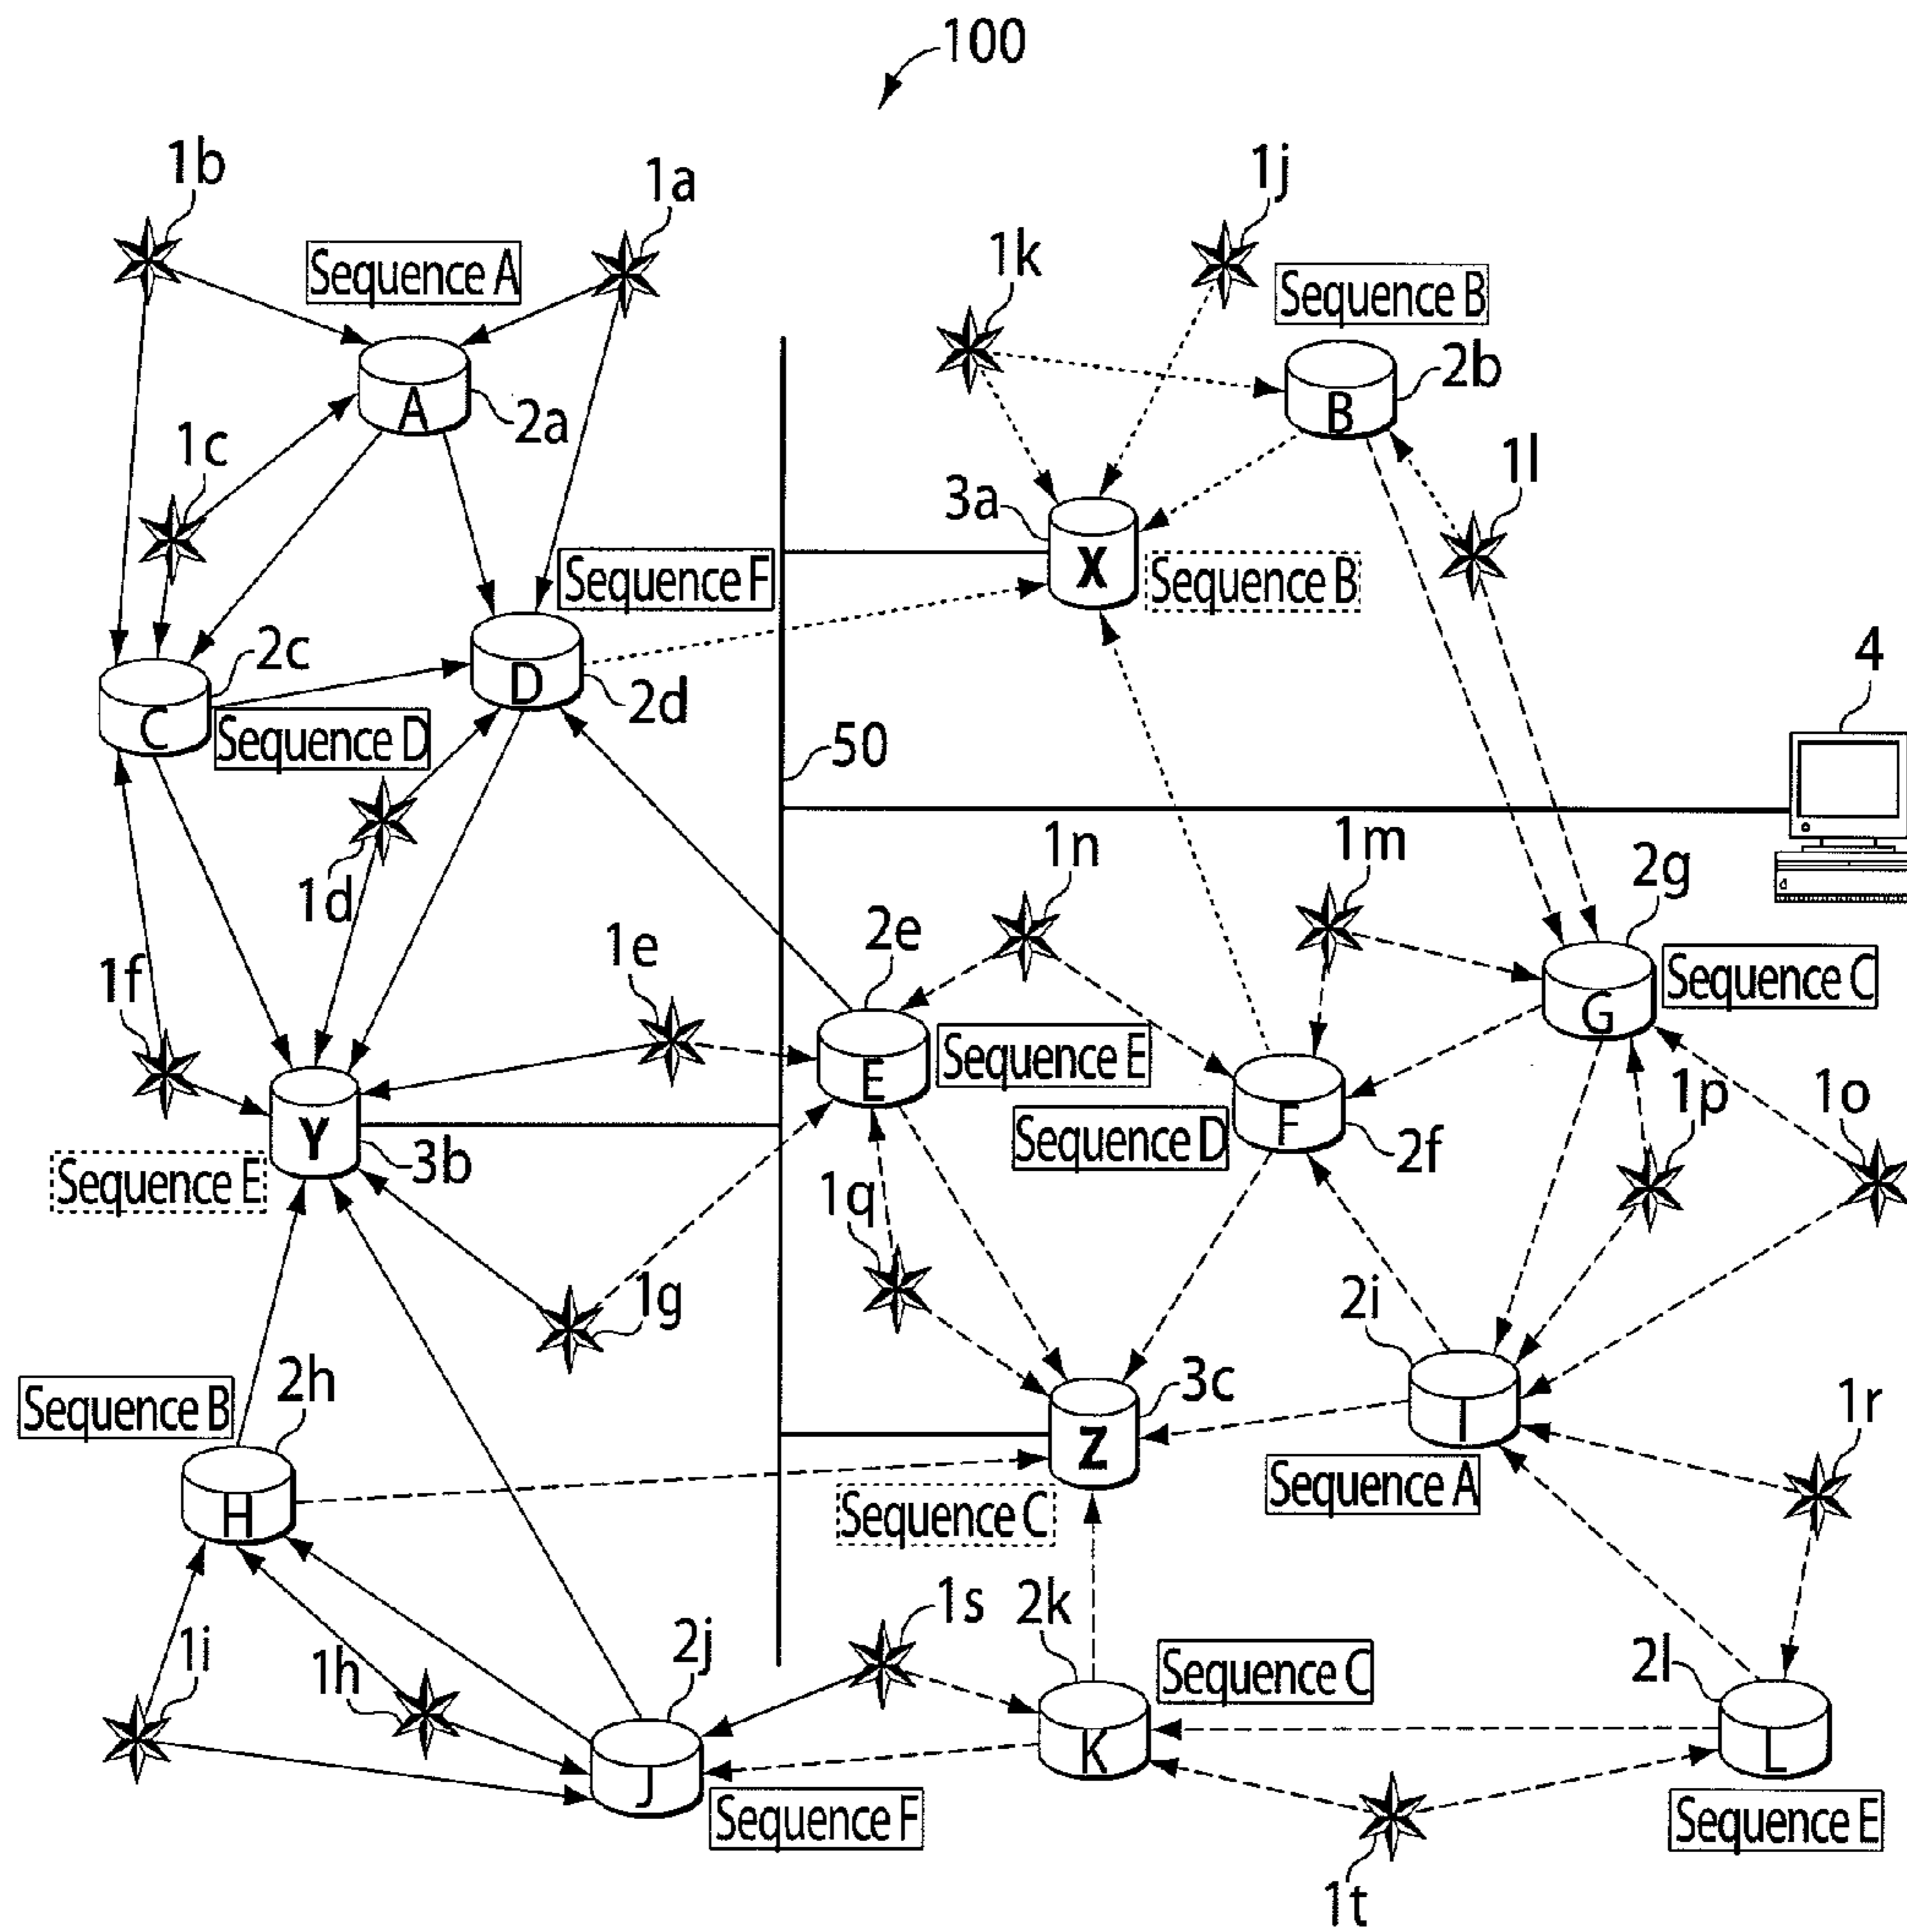 100
1b
1a
1j
1k
Sequence A
Sequence B
2b
A
2a
B
1c
1l
3a
X
Sequence F
Sequence B
2c
D
2d
4
C
Sequence D
50
1n
1m
2g
1d
2e
1e
1f
Sequence C
G
E
Sequence E
1p
1o
F
Y
3b
Sequence D
2f
Sequence E
1q
1g
2i
3c
2h
Sequence B
1r
I
Z
Sequence A
H
Sequence C
1s
2k
1i
1h
2j
Sequence C
2l
K
L
J
Sequence F
Sequence E
1t